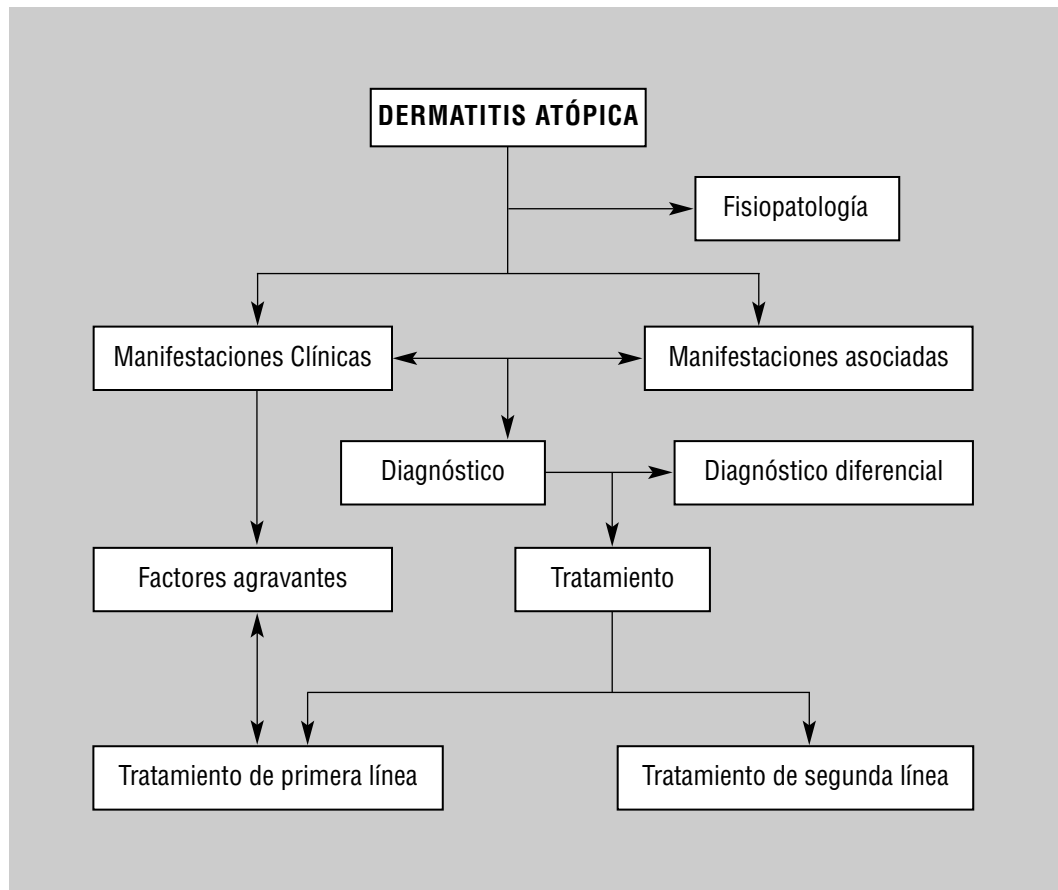 DERMATITIS ATÓPICA
Fisiopatología
Manifestaciones Clínicas
Manifestaciones asociadas
Diagnóstico
Diagnóstico diferencial
Factores agravantes
Tratamiento
Tratamiento de primera línea
Tratamiento de segunda línea